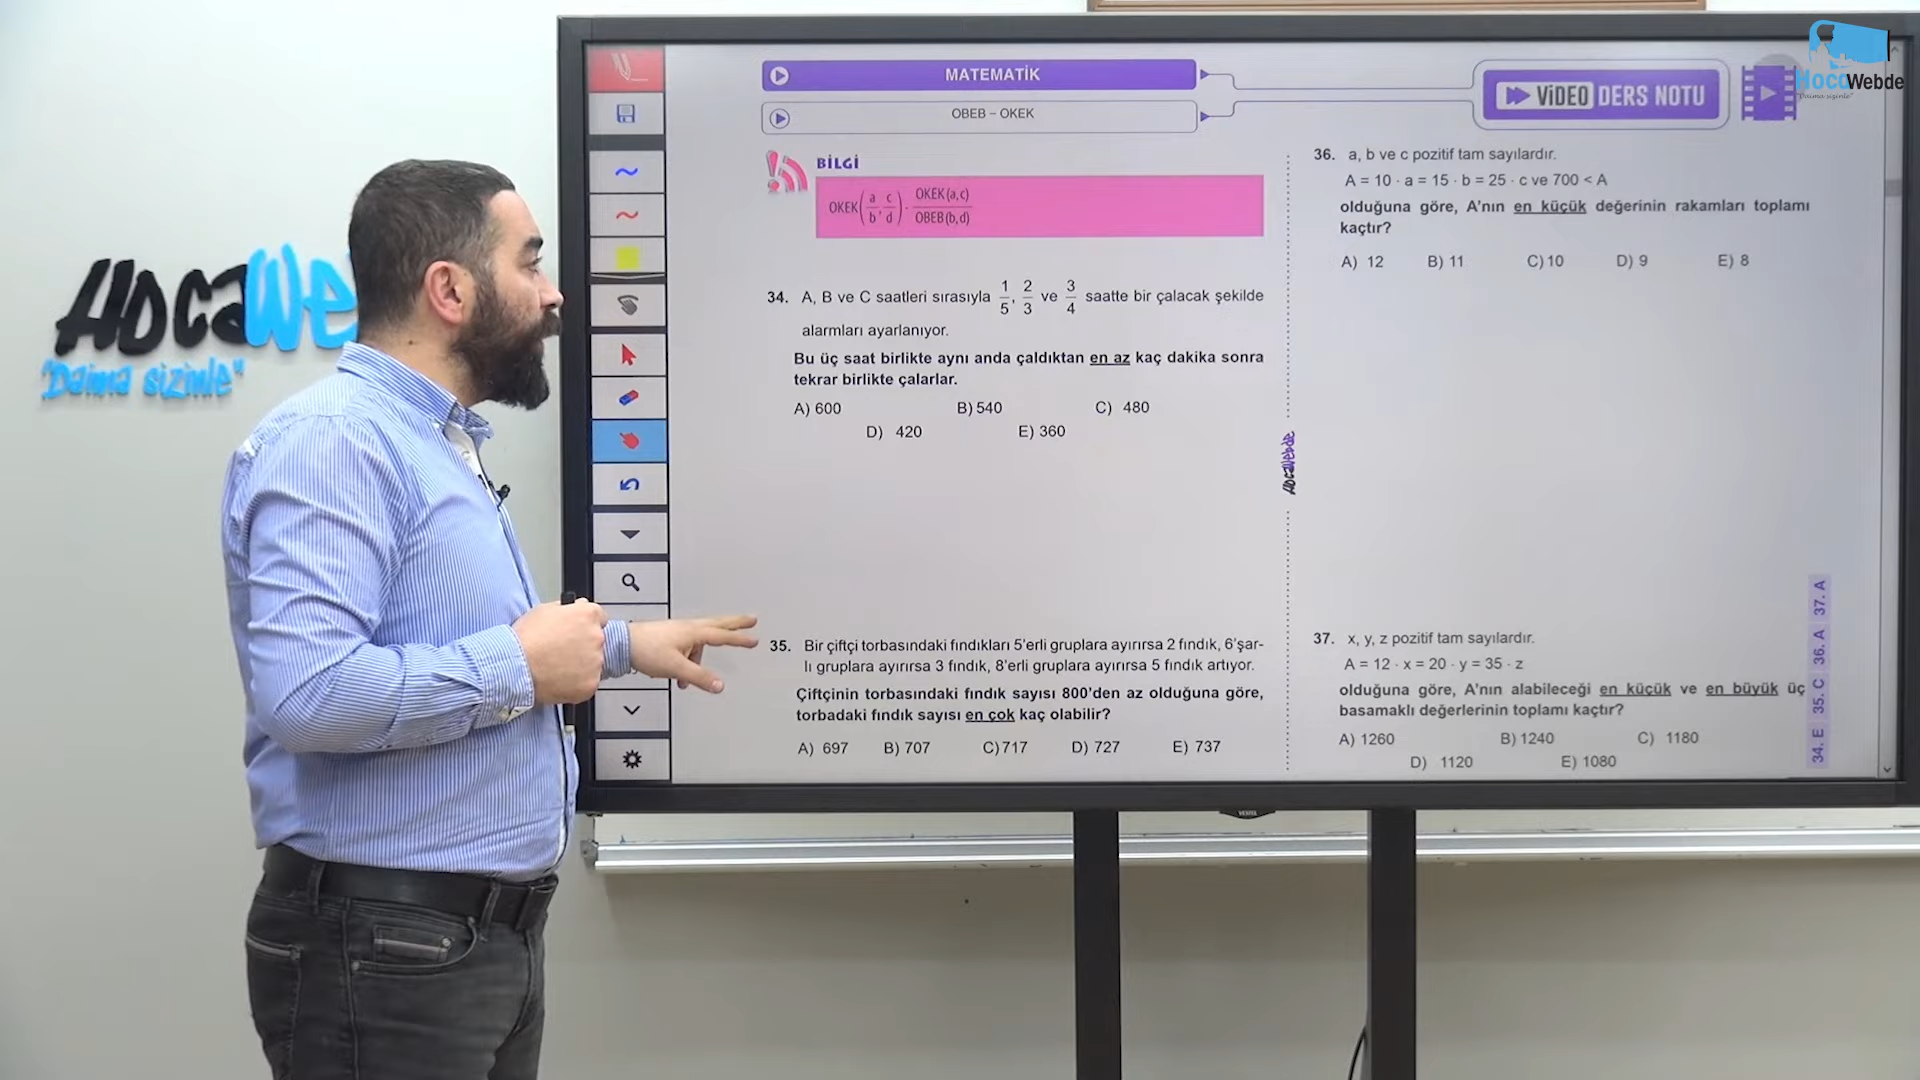 HocaWe
"Daima sizinle"
MATEMATİK
OBEB – OKEK
VİDEO DERS NOTU
HocaWebde
"Daima sizinle"
BİLGİ
OKEK(a/b, c/d) · OKEK(a,c)/OBEB(b,d)
34. A, B ve C saatleri sırasıyla 1/5, 2/3 ve 3/4 saatte bir çalacak şekilde
alarmları ayarlanıyor.
Bu üç saat birlikte aynı anda çaldıktan en az kaç dakika sonra
tekrar birlikte çalarlar.
A) 600 B) 540 C) 480
D) 420 E) 360
35. Bir çiftçi torbasındaki fındıkları 5'erli gruplara ayırırsa 2 fındık, 6'şar-
lı gruplara ayırırsa 3 fındık, 8'erli gruplara ayırırsa 5 fındık artıyor.
Çiftçinin torbasındaki fındık sayısı 800'den az olduğuna göre,
torbadaki fındık sayısı en çok kaç olabilir?
A) 697 B) 707 C) 717 D) 727 E) 737
HocaWebde
36. a, b ve c pozitif tam sayılardır.
A = 10 · a = 15 · b = 25 · c ve 700 < A
olduğuna göre, A'nın en küçük değerinin rakamları toplamı
kaçtır?
A) 12 B) 11 C) 10 D) 9 E) 8
37. x, y, z pozitif tam sayılardır.
A = 12 · x = 20 · y = 35 · z
olduğuna göre, A'nın alabileceği en küçük ve en büyük üç
basamaklı değerlerinin toplamı kaçtır?
A) 1260 B) 1240 C) 1180
D) 1120 E) 1080
34. E 35. C 36. A 37. A